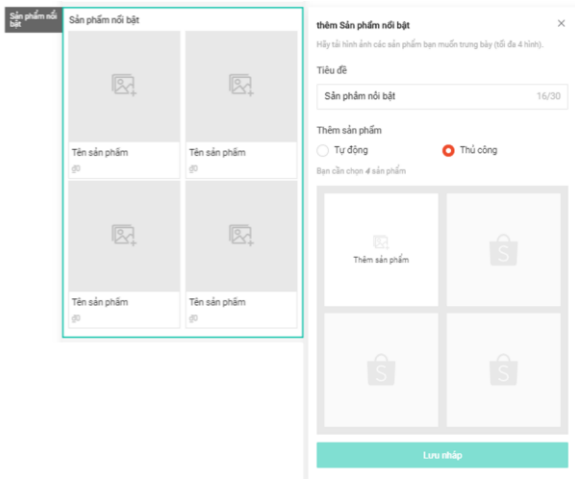 Sản phẩm nổi
bật
Sản phẩm nổi bật
Tên sản phẩm
Tên sản phẩm
Tên sản phẩm
Tên sản phẩm
thêm Sản phẩm nổi bật
Hãy tải hình ảnh các sản phẩm bạn muốn trưng bày (tối đa 4 hình).
Tiêu đề
Sản phẩm nổi bật 16/30
Thêm sản phẩm
Tự động Thủ công
Bạn cần chọn 4 sản phẩm
Thêm sản phẩm
Lưu nháp